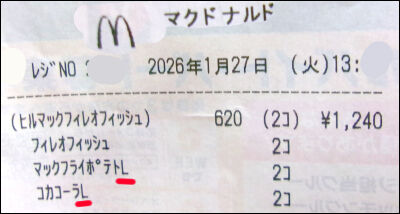 マクドナルド
レジNO 2026年1月27日 (火)13:
(ヒルマックフィレオフィッシュ) 620 (2コ) ¥1,240
フィレオフィッシュ 2コ
マックフライポテトL 2コ
コカコーラL 2コ